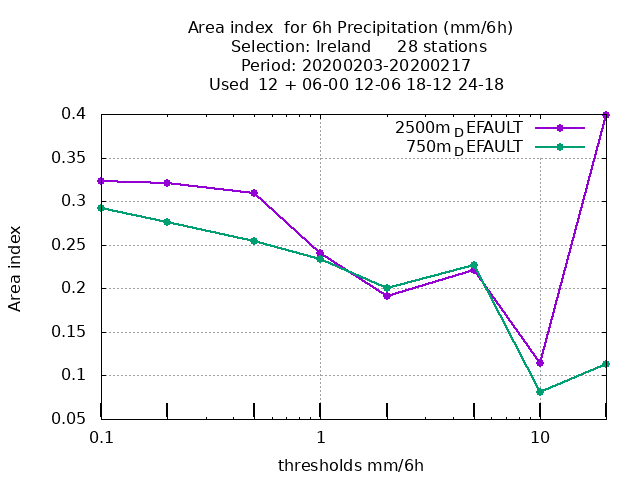 Area index  for 6h Precipitation (mm/6h)
Selection: Ireland     28 stations
Period: 20200203-20200217
Used  12 + 06-00 12-06 18-12 24-18
2500m_DEFAULT
750m_DEFAULT
0.4
0.35
0.3
0.25
0.2
0.15
0.1
0.05
Area index
0.1 1 10
thresholds mm/6h